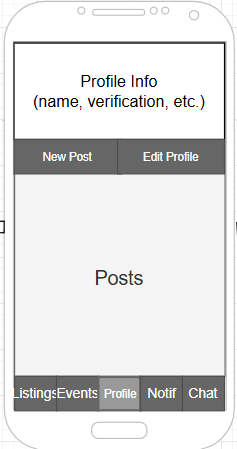 Profile Info
(name, verification, etc.)
New Post Edit Profile
Posts
Listings Events Profile Notif Chat